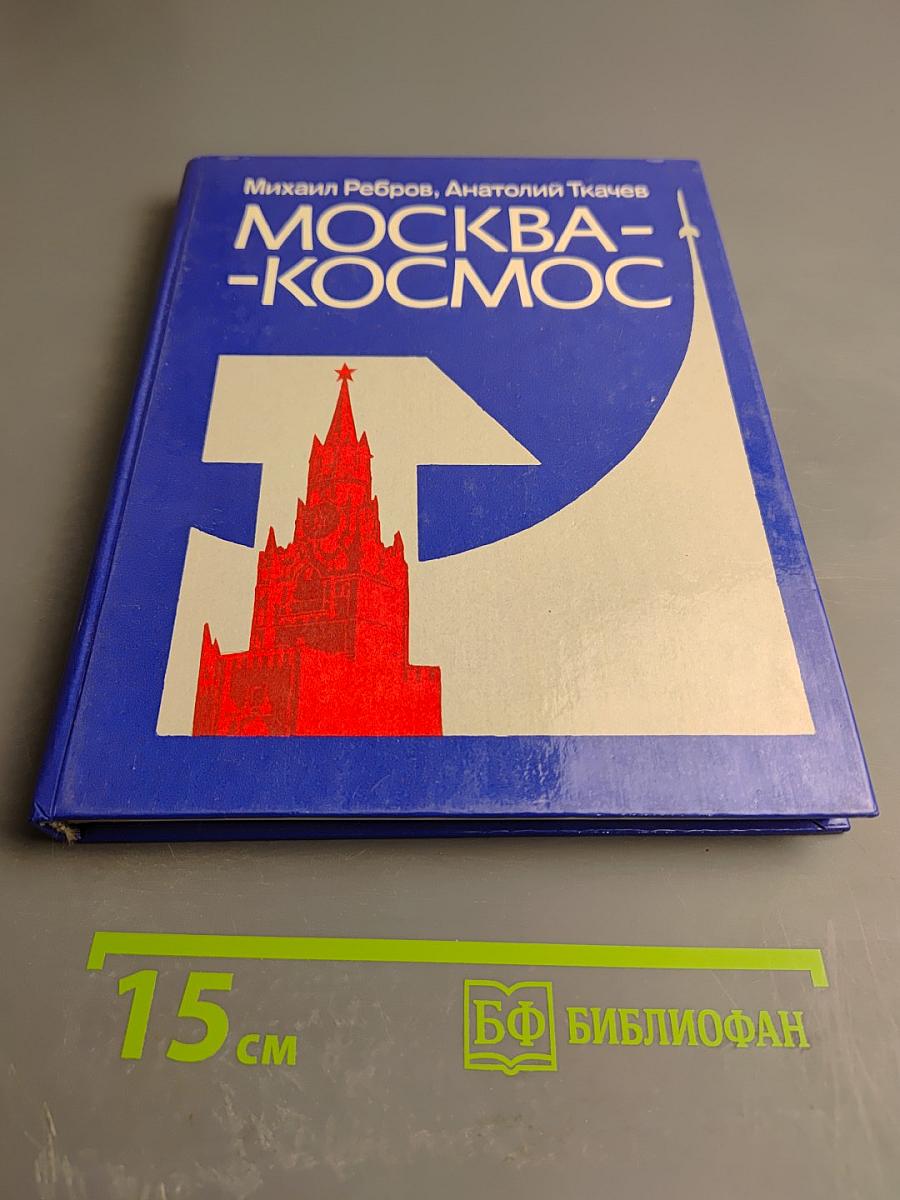 Михаил Ребров, Анатолий Ткачев
МОСКВА-
-КОСМОС
15 см
БФ БИБЛИОФАН